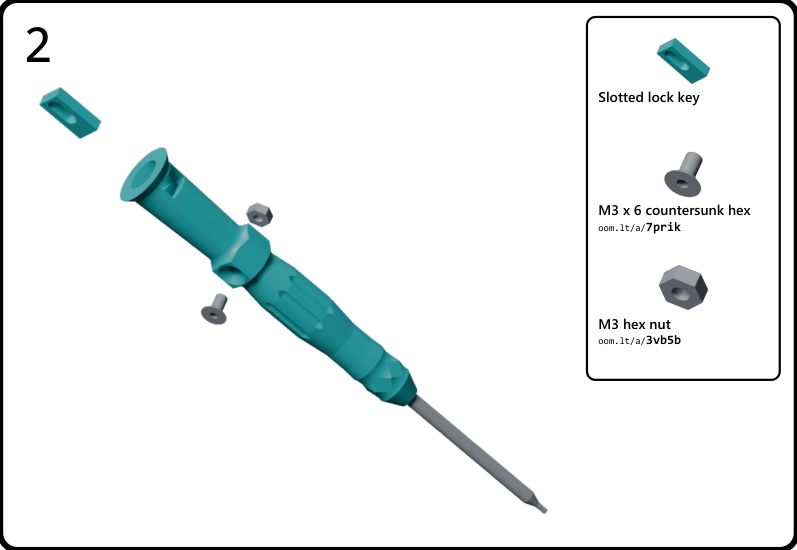 2
Slotted lock key
M3 x 6 countersunk hex
oom.lt/a/7prik
M3 hex nut
oom.lt/a/3vb5b